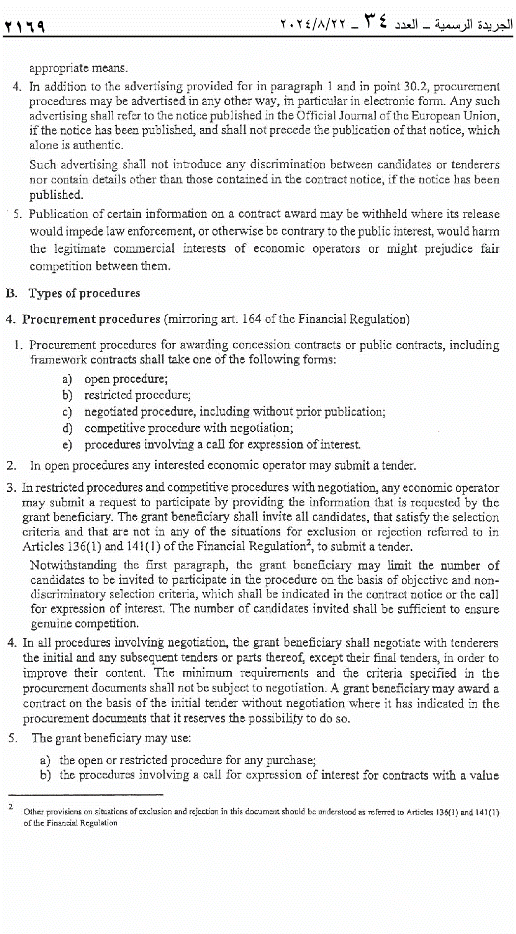 الجريدة الرسمية – العدد ٣٤ – ٢٠٢٤/٨/٢٢ ٢١٦٩
appropriate means.
4. In addition to the advertising provided for in paragraph 1 and in point 30.2, procurement
procedures may be advertised in any other way, in particular in electronic form. Any such
advertising shall refer to the notice published in the Official Journal of the European Union,
if the notice has been published, and shall not precede the publication of that notice, which
alone is authentic.
Such advertising shall not introduce any discrimination between candidates or tenderers
nor contain details other than those contained in the contract notice, if the notice has been
published.
5. Publication of certain information on a contract award may be withheld where its release
would impede law enforcement, or otherwise be contrary to the public interest, would harm
the legitimate commercial interests of economic operators or might prejudice fair
competition between them.
B. Types of procedures
4. Procurement procedures (mirroring art. 164 of the Financial Regulation)
1. Procurement procedures for awarding concession contracts or public contracts, including
framework contracts shall take one of the following forms:
a) open procedure;
b) restricted procedure;
c) negotiated procedure, including without prior publication;
d) competitive procedure with negotiation;
e) procedures involving a call for expression of interest.
2. In open procedures any interested economic operator may submit a tender.
3. In restricted procedures and competitive procedures with negotiation, any economic operator
may submit a request to participate by providing the information that is requested by the
grant beneficiary. The grant beneficiary shall invite all candidates, that satisfy the selection
criteria and that are not in any of the situations for exclusion or rejection referred to in
Articles 136(1) and 141(1) of the Financial Regulation2, to submit a tender.
Notwithstanding the first paragraph, the grant beneficiary may limit the number of
candidates to be invited to participate in the procedure on the basis of objective and non-
discriminatory selection criteria, which shall be indicated in the contract notice or the call
for expression of interest. The number of candidates invited shall be sufficient to ensure
genuine competition.
4. In all procedures involving negotiation, the grant beneficiary shall negotiate with tenderers
the initial and any subsequent tenders or parts thereof, except their final tenders, in order to
improve their content. The minimum requirements and the criteria specified in the
procurement documents shall not be subject to negotiation. A grant beneficiary may award a
contract on the basis of the initial tender without negotiation where it has indicated in the
procurement documents that it reserves the possibility to do so.
5. The grant beneficiary may use:
a) the open or restricted procedure for any purchase;
b) the procedures involving a call for expression of interest for contracts with a value
2 Other provisions on situations of exclusion and rejection in this document should be understood as referred to Articles 136(1) and 141(1)
of the Financial Regulation